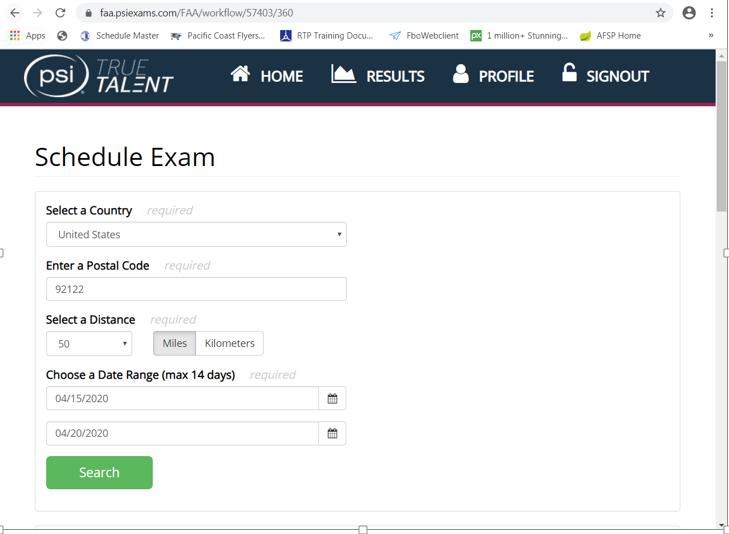 faa.psiexams.com/FAA/workflow/57403/360
Apps Schedule Master Pacific Coast Flyers... RTP Training Docu... FboWebclient 1 million+ Stunning... AFSP Home »
psi TRUE TALENT HOME RESULTS PROFILE SIGNOUT
Schedule Exam
Select a Country required
United States
Enter a Postal Code required
92122
Select a Distance required
50 Miles Kilometers
Choose a Date Range (max 14 days) required
04/15/2020
04/20/2020
Search